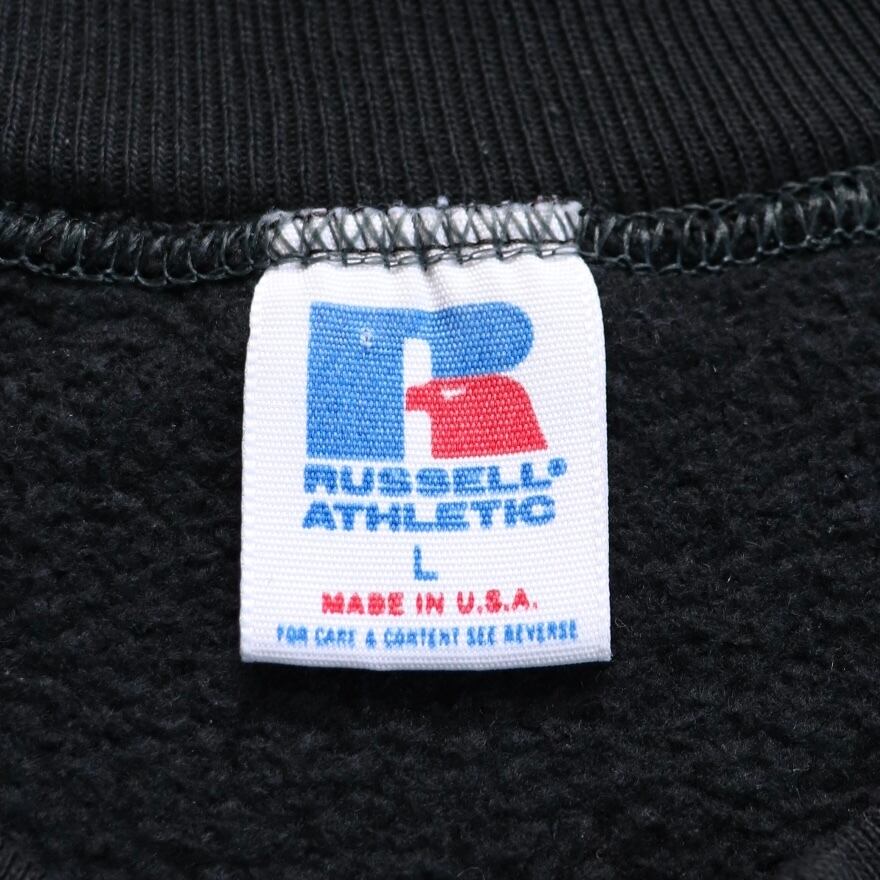 R
RUSSELL®
ATHLETIC
L
MADE IN U.S.A.
FOR CARE & CONTENT SEE REVERSE